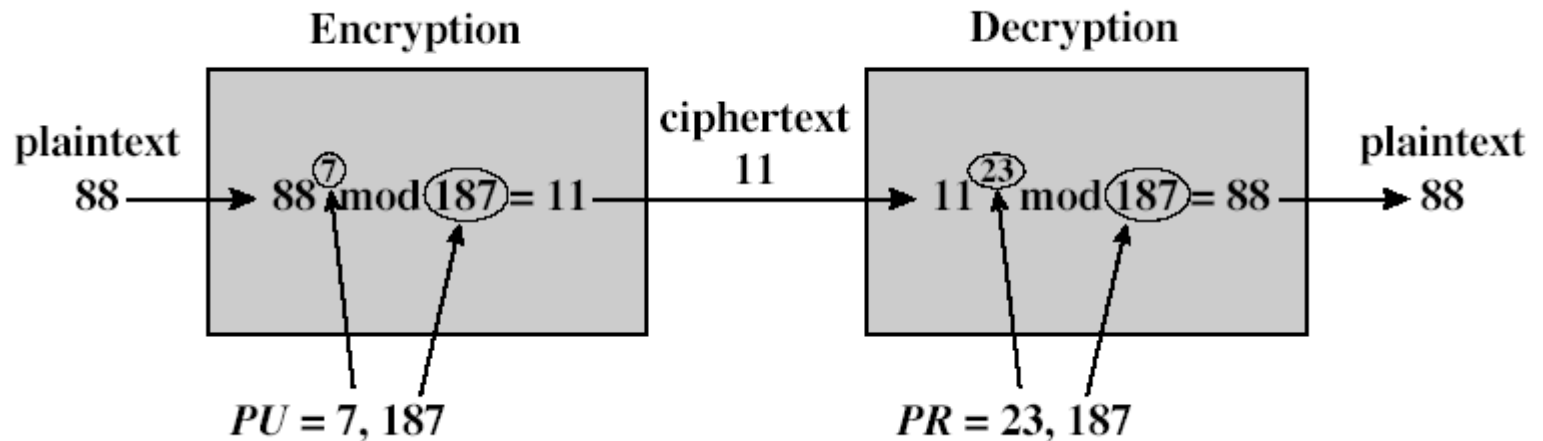 Encryption
Decryption
plaintext
88
88^7 mod 187 = 11
ciphertext
11
11^23 mod 187 = 88
plaintext
88
PU = 7, 187
PR = 23, 187